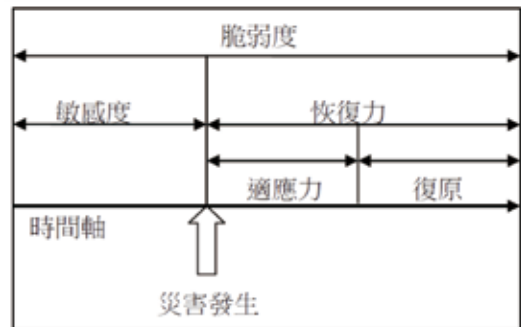 脆弱度
敏感度 恢復力
適應力 復原
時間軸
災害發生